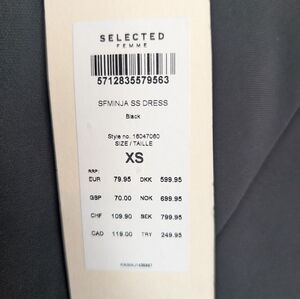 SELECTED
FEMME
5712835579563
SFMINJA SS DRESS
Black
Style no. 16047060
SIZE / TAILLE
XS
RRP:
EUR 79.95 DKK 599.95
GBP 70.00 NOK 699.95
CHF 109.90 SEK 799.95
CAD 119.00 TRY 249.95